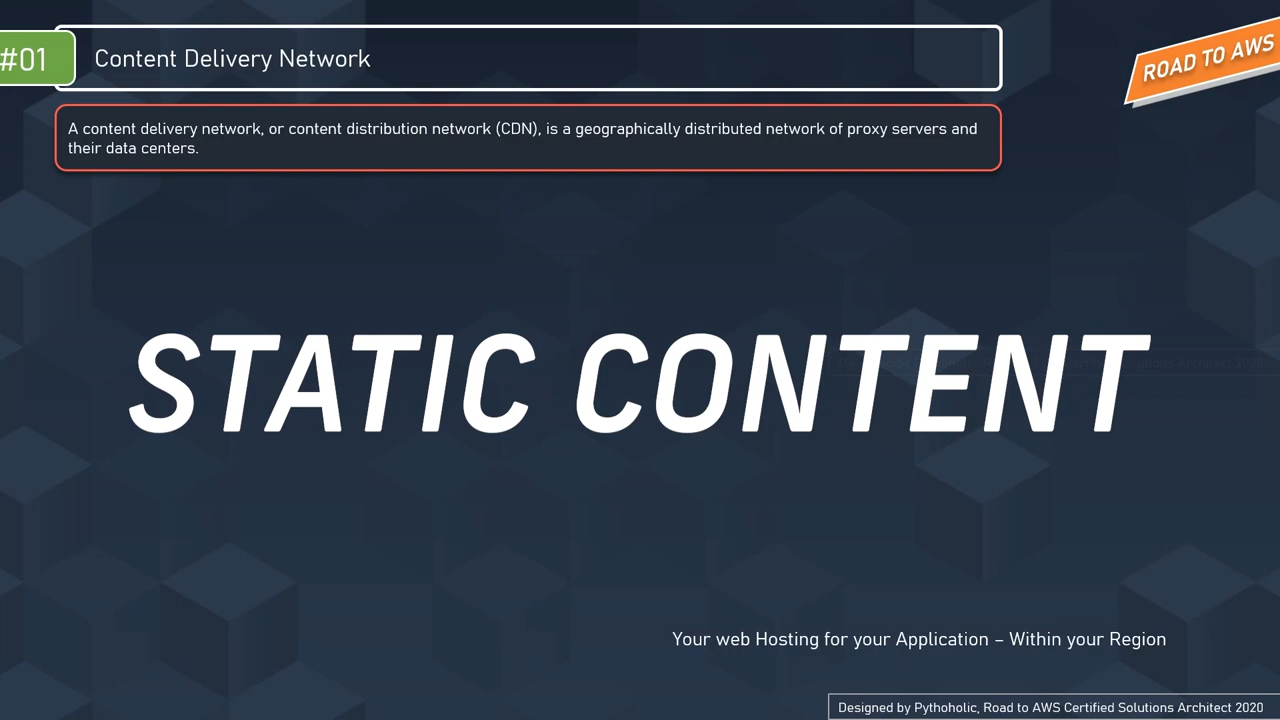 #01
Content Delivery Network
ROAD TO AWS
A content delivery network, or content distribution network (CDN), is a geographically distributed network of proxy servers and
their data centers.
STATIC CONTENT
Your web Hosting for your Application – Within your Region
Designed by Pythoholic, Road to AWS Certified Solutions Architect 2020